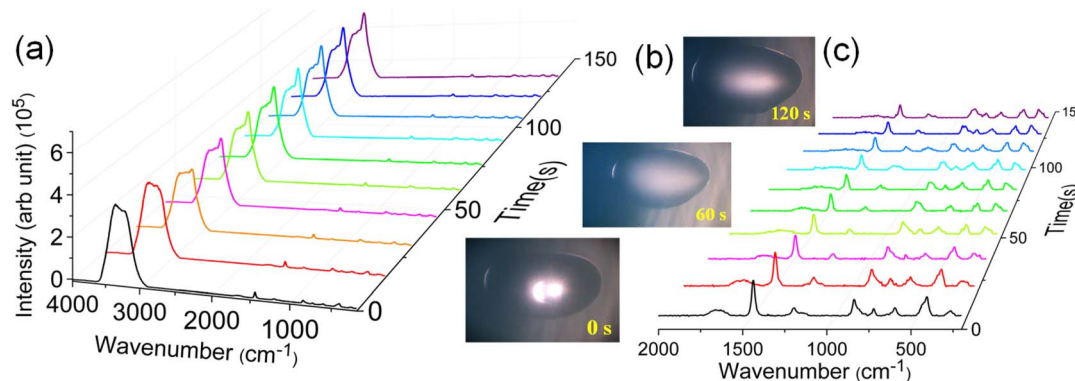 (a)
Intensity (arb unit) (10⁵)
6
4
2
0
4000
3000
2000
1000
Wavenumber (cm⁻¹)
0
50
100
150
Time(s)
(b)
120 s
60 s
0 s
(c)
2000
1500
1000
500
Wavenumber (cm⁻¹)
0
50
100
Time(s)